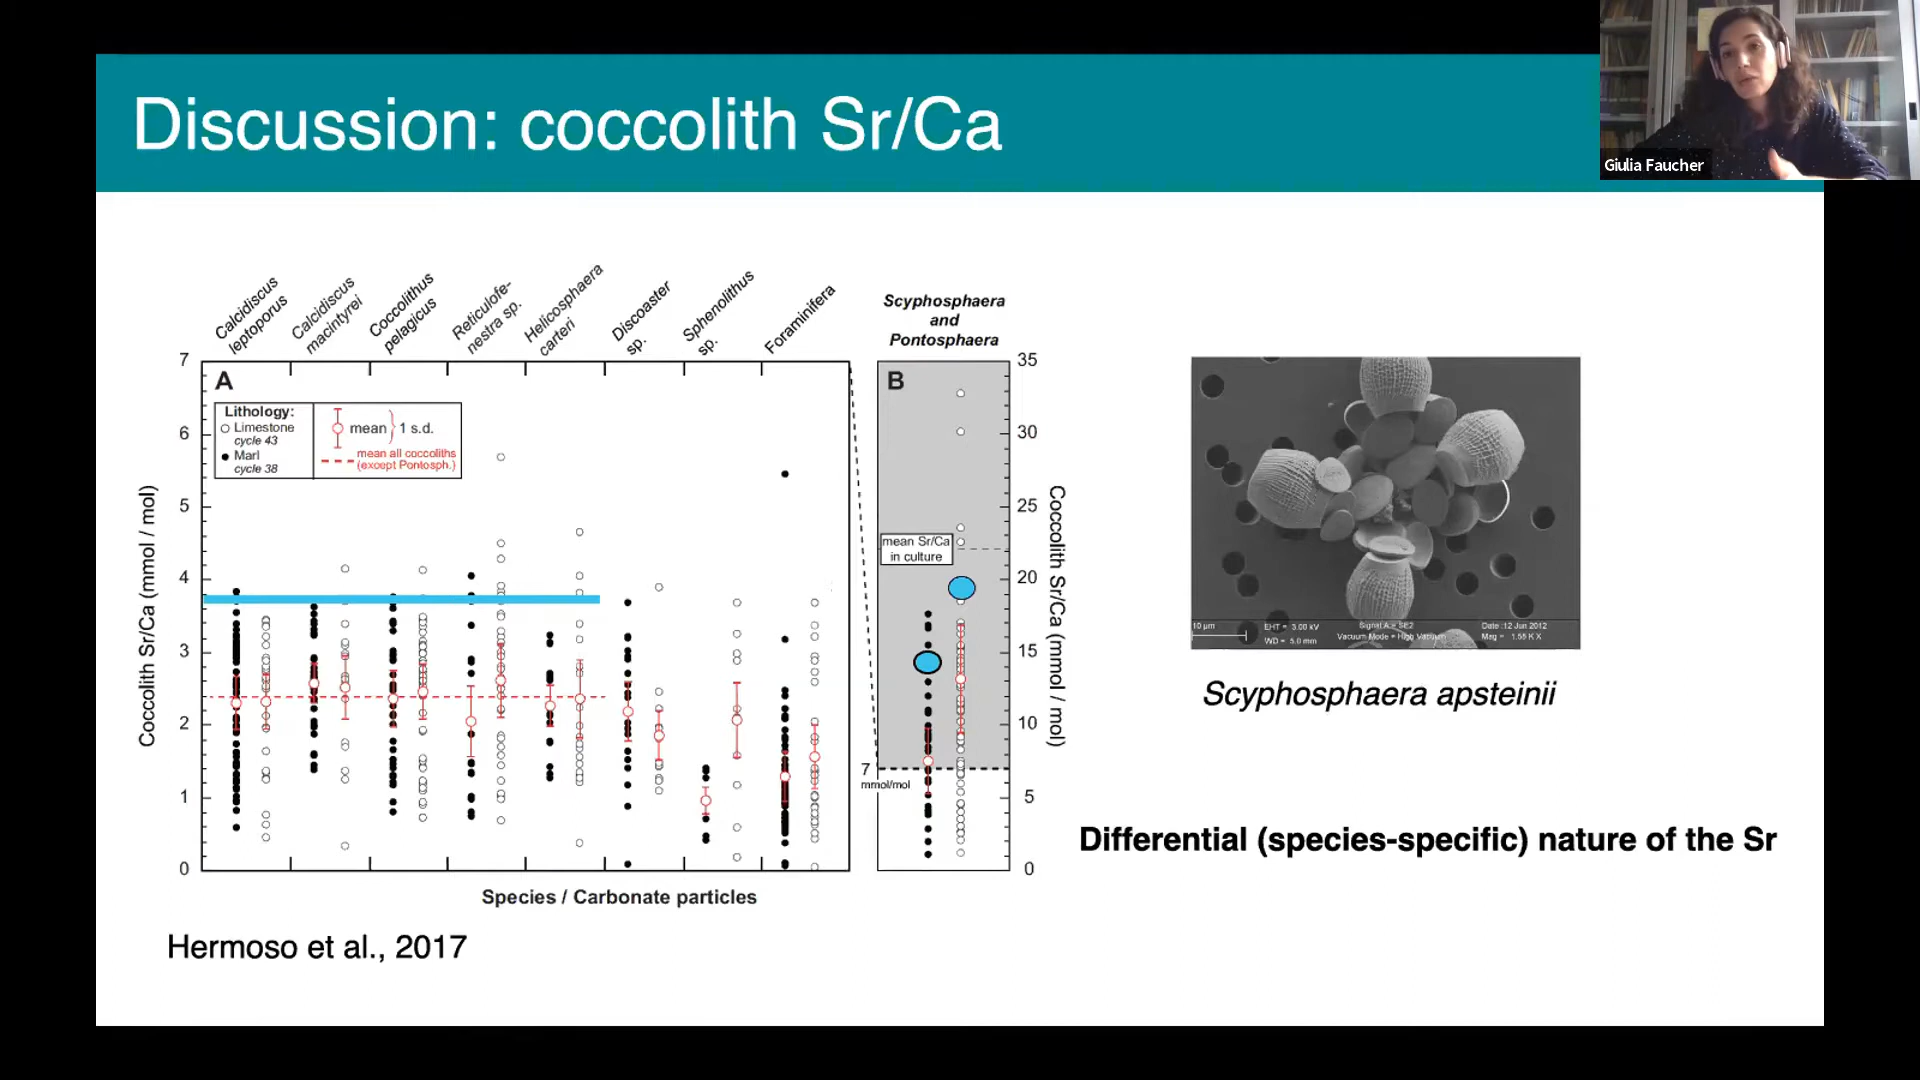 Discussion: coccolith Sr/Ca
Giulia Faucher
Calcidiscus
leptoporus
Calcidiscus
macintyrei
Coccolithus
pelagicus
Reticulofe-
nestra sp.
Helicosphaera
carteri
Discoaster
sp.
Sphenolithus
sp.
Foraminifera
Scyphosphaera
and
Pontosphaera
A
Lithology:
Limestone
cycle 43
Marl
cycle 38
mean } 1 s.d.
mean all coccoliths
(except Pontosph.)
7
6
5
4
3
2
1
0
Coccolith Sr/Ca (mmol / mol)
Species / Carbonate particles
B
mean Sr/Ca
in culture
7
mmol/mol
35
30
25
20
15
10
5
0
Coccolith Sr/Ca (mmol / mol)
10 µm
EHT = 3.00 kV
WD = 5.0 mm
Signal A = SE2
Vacuum Mode = High Vacuum
Date :12 Jun 2012
Mag = 1.55 K X
Scyphosphaera apsteinii
Differential (species-specific) nature of the Sr
Hermoso et al., 2017